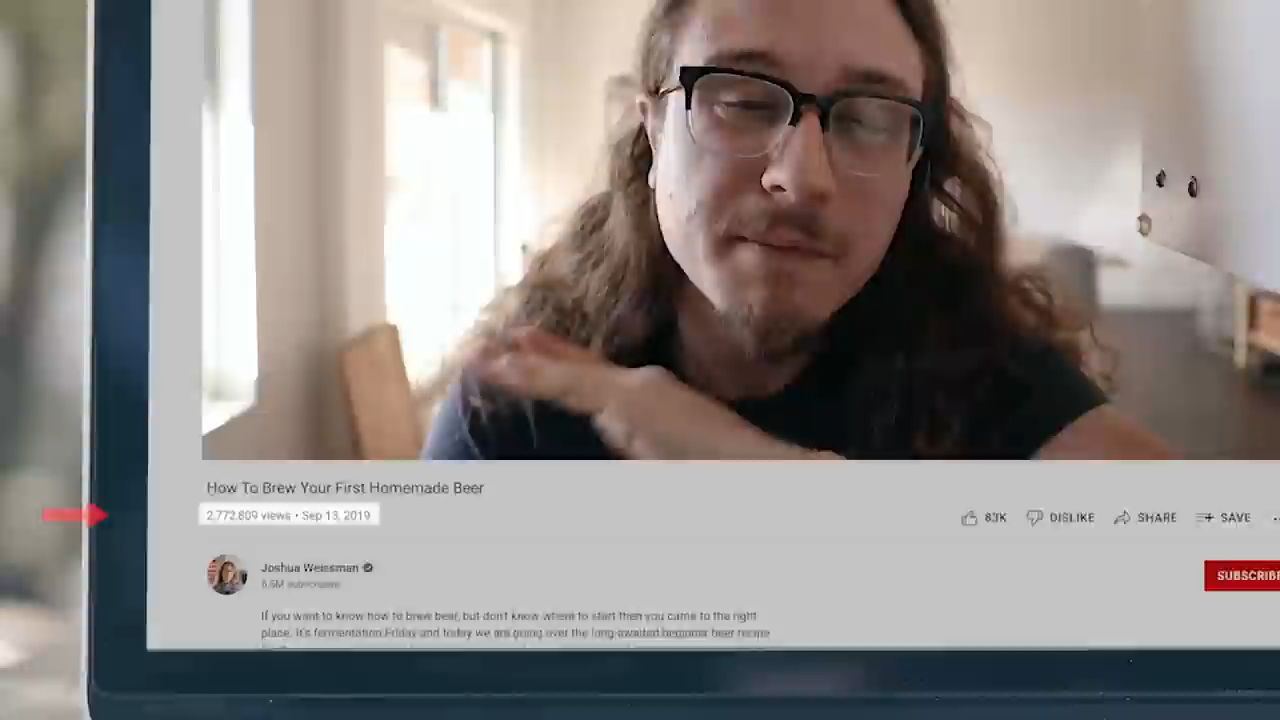 How To Brew Your First Homemade Beer
2,772,809 views • Sep 13, 2019
83K DISLIKE SHARE SAVE
Joshua Weissman
6.5M subscribers
SUBSCRIBE
If you want to know how to brew beer, but don't know where to start then you came to the right
place. It's fermentation Friday and today we are going over the long-awaited beginner beer recipe